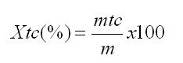 Xtc(%) = mtc/m x100